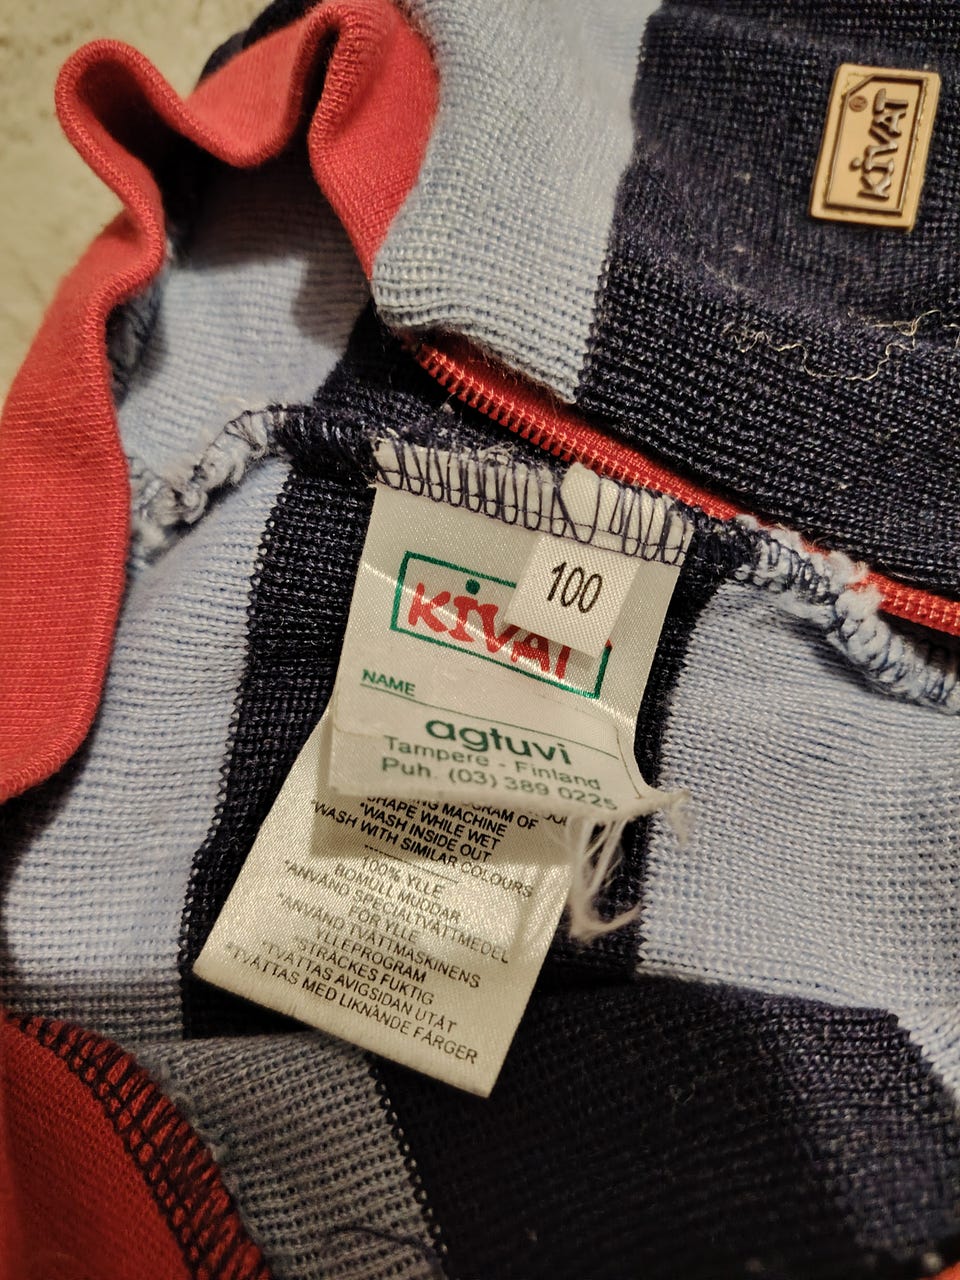 KIVAT
100
KIVAT
NAME
agtuvi
Tampere - Finland
Puh. (03) 389 0225
MACHINE
SHAPE WHILE WET
*WASH INSIDE OUT
*WASH WITH SIMILAR COLOURS
100% YLLE
BOMULL MUDDAR
*ANVÄND SPECIALTVÄTTMEDEL
FÖR YLLE
*ANVÄND TVÄTTMASKINENS
YLLEPROGRAM
*STRÄCKES FUKTIG
*TVÄTTAS AVIGSIDAN UTÅT
*TVÄTTAS MED LIKNANDE FÄRGER